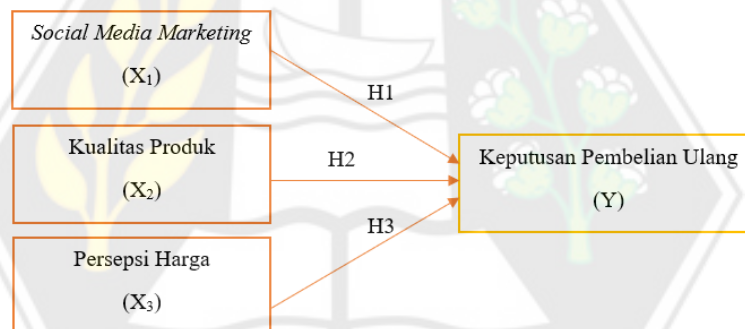 Social Media Marketing
(X₁)
H1
Kualitas Produk
(X₂)
H2
Keputusan Pembelian Ulang
(Y)
H3
Persepsi Harga
(X₃)